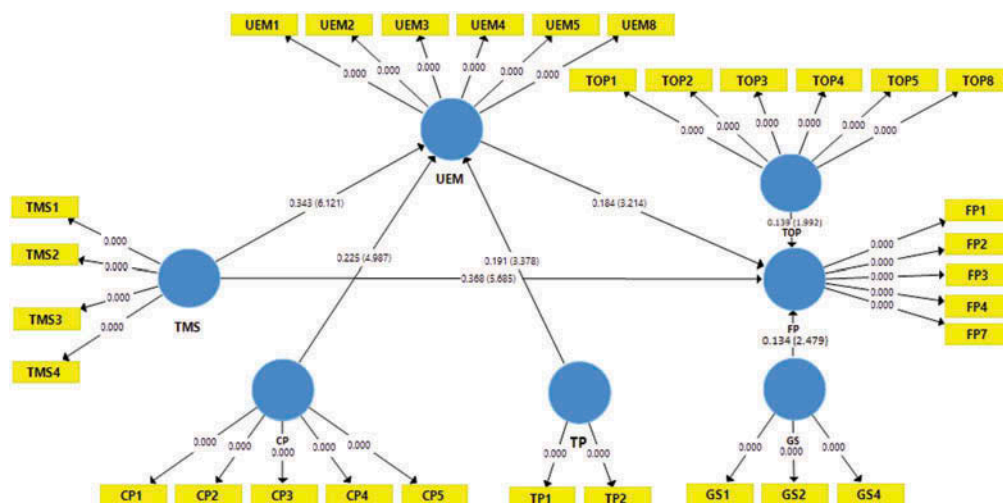 UEM1 UEM2 UEM3 UEM4 UEM5 UEM8
0.000 0.000 0.000 0.000 0.000 0.000
UEM
TOP1 TOP2 TOP3 TOP4 TOP5 TOP8
0.000 0.000 0.000 0.000 0.000 0.000
0.139 (1.992)
TOP
0.343 (6.121)
0.184 (3.214)
0.225 (4.987)
0.191 (3.378)
0.368 (5.685)
TMS1
TMS2
TMS3
TMS4
0.000
0.000
0.000
0.000
TMS
FP1
FP2
FP3
FP4
FP7
0.000
0.000
0.000
0.000
0.000
FP
0.134 (2.479)
CP
0.000 0.000 0.000 0.000 0.000
CP1 CP2 CP3 CP4 CP5
TP
0.000 0.000
TP1 TP2
GS
0.000 0.000 0.000
GS1 GS2 GS4